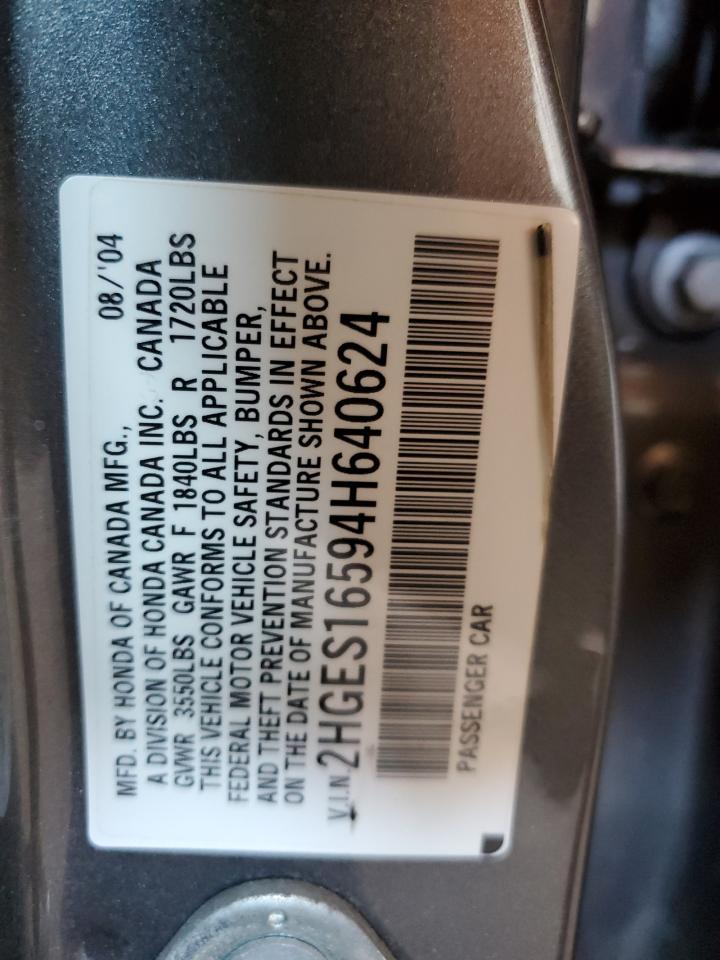 MFD. BY HONDA OF CANADA MFG., 08/'04
A DIVISION OF HONDA CANADA INC. CANADA
GVWR 3550LBS GAWR F 1840LBS R 1720LBS
THIS VEHICLE CONFORMS TO ALL APPLICABLE
FEDERAL MOTOR VEHICLE SAFETY, BUMPER,
AND THEFT PREVENTION STANDARDS IN EFFECT
ON THE DATE OF MANUFACTURE SHOWN ABOVE.
V.I.N. 2HGES16594H640624
PASSENGER CAR